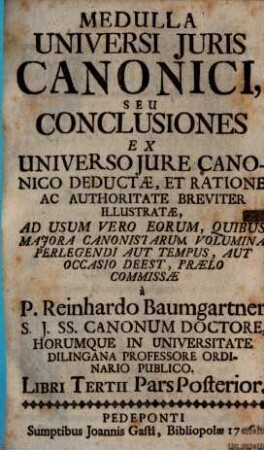 MEDULLA
UNIVERSI JURIS
CANONICI,
SEU
CONCLUSIONES
EX
UNIVERSO JURE CANO-
NICO DEDUCTÆ, ET RATIONE
AC AUTHORITATE BREVITER
ILLUSTRATÆ,
AD USUM VERO EORUM, QUIBUS
MAJORA CANONISTARUM VOLUMINA
PERLEGENDI AUT TEMPUS, AUT
OCCASIO DEEST, PRÆLO
COMMISSÆ
à
P. Reinhardo Baumgartner
S. J. SS. CANONUM DOCTORE,
HORUMQUE IN UNIVERSITATE
DILINGANA PROFESSORE ORDI-
NARIO PUBLICO.
LIBRI TERTII Pars Posterior.
PEDEPONTI
Sumptibus Joannis Gastl, Bibliopolæ